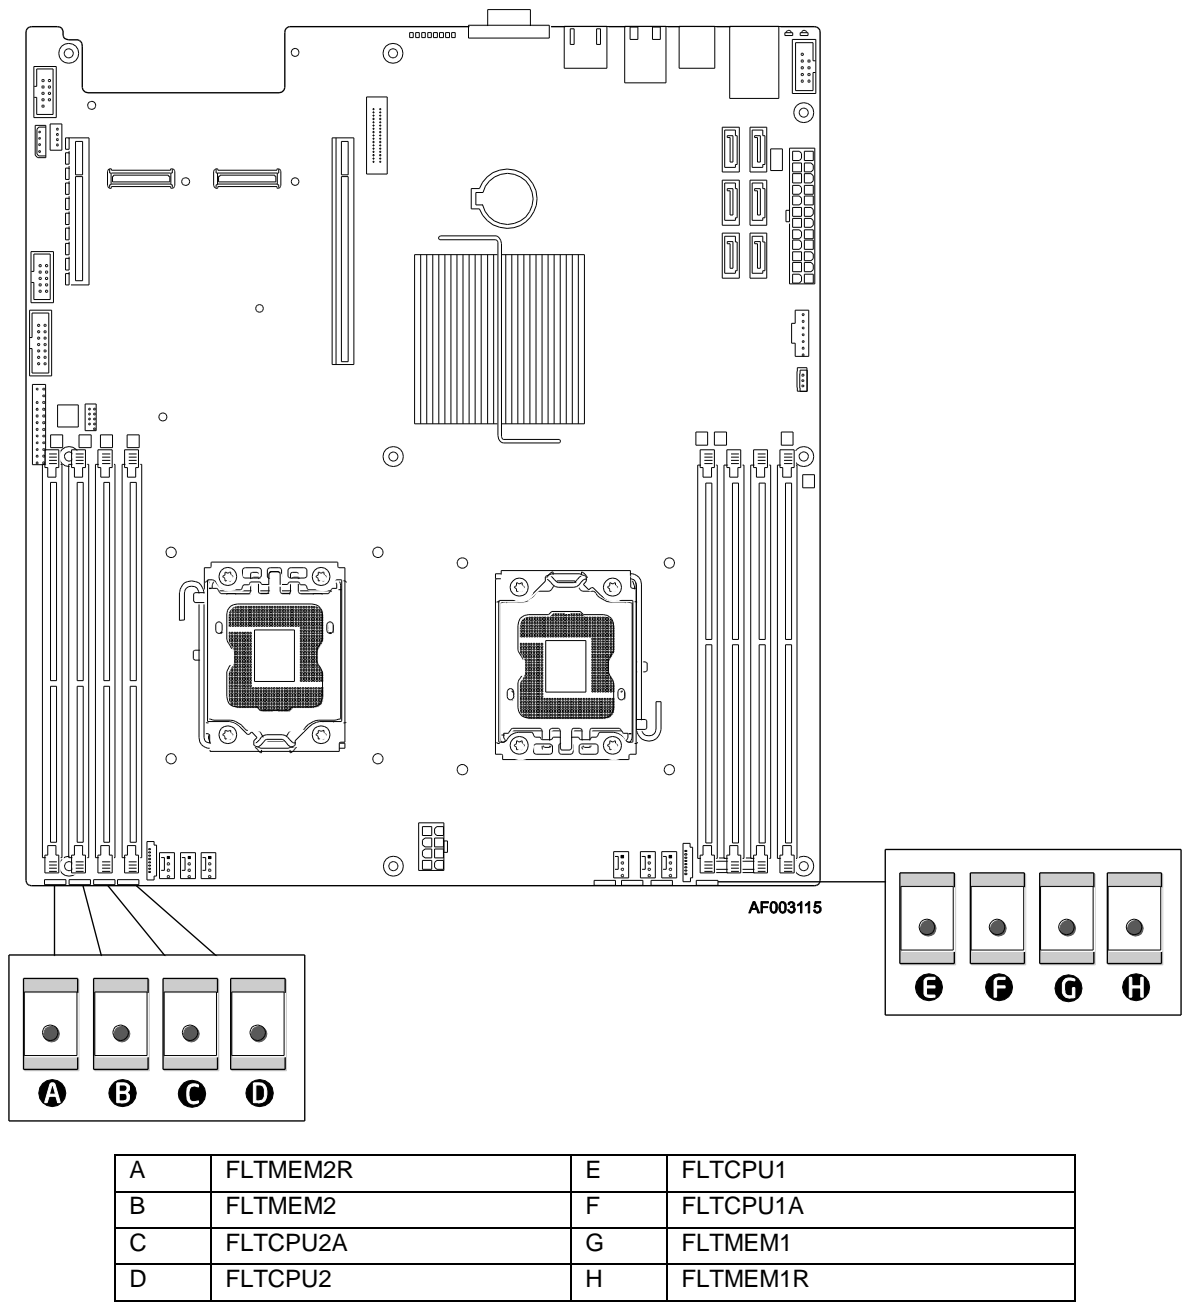 AF003115
E F G H
A B C D
A FLTMEM2R E FLTCPU1
B FLTMEM2 F FLTCPU1A
C FLTCPU2A G FLTMEM1
D FLTCPU2 H FLTMEM1R